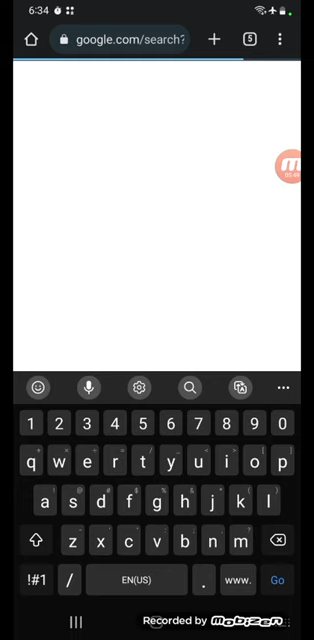 6:34
google.com/search?
5
1 2 3 4 5 6 7 8 9 0
q w e r t y u i o p
a s d f g h j k l
z x c v b n m
!#1 / EN(US) . www. Go
Recorded by mobizen